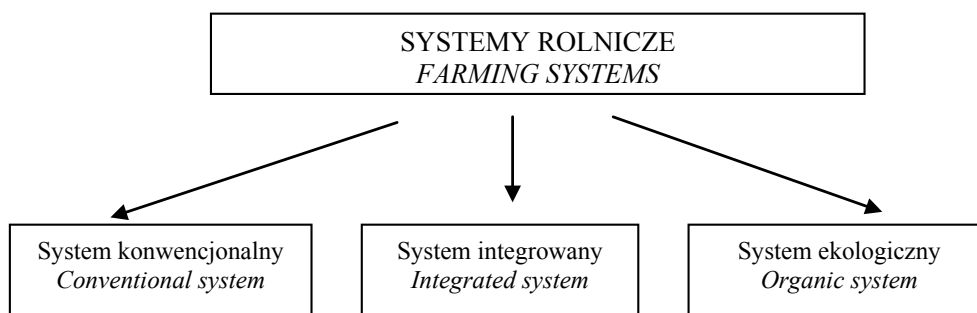 SYSTEMY ROLNICZE
FARMING SYSTEMS
System konwencjonalny
Conventional system
System integrowany
Integrated system
System ekologiczny
Organic system